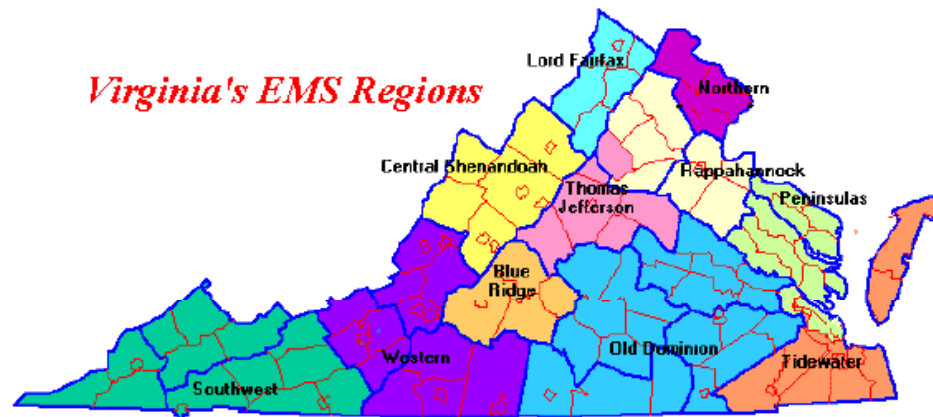 Virginia's EMS Regions
Lord Fairfax
Northern
Central Shenandoah
Rappahannock
Thomas
Jefferson
Peninsulas
Blue
Ridge
Western
Old Dominion
Tidewater
Southwest